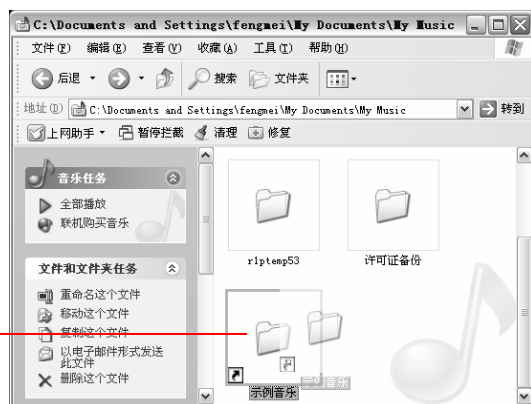 C:\Documents and Settings\fengmei\My Documents\My Music
文件(F) 编辑(E) 查看(V) 收藏(A) 工具(T) 帮助(H)
后退 搜索 文件夹
地址(D) C:\Documents and Settings\fengmei\My Documents\My Music 转到
上网助手 暂停拦截 清理 修复
音乐任务
全部播放
联机购买音乐
文件和文件夹任务
重命名这个文件
移动这个文件
复制这个文件
以电子邮件形式发送
此文件
删除这个文件
r1ptemp53 许可证备份
示例音乐